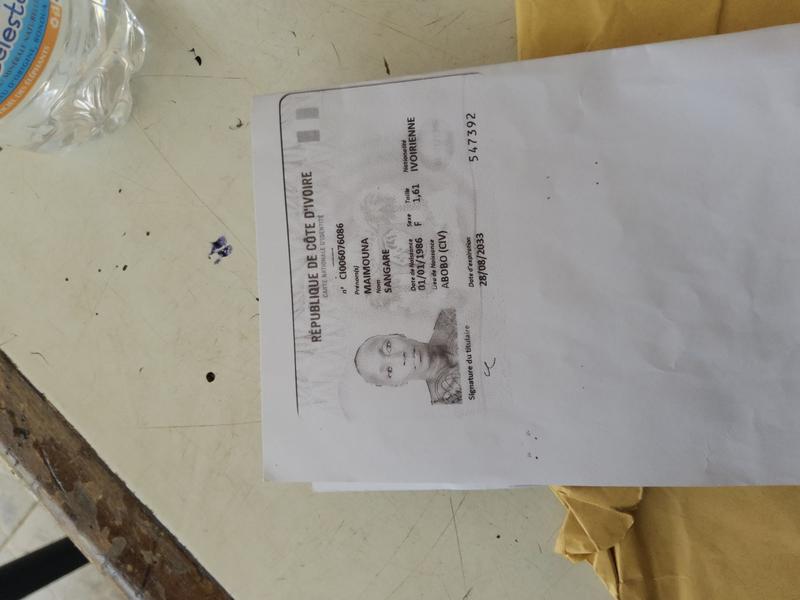 RÉPUBLIQUE DE CÔTE D'IVOIRE
CARTE NATIONALE D'IDENTITÉ
n° CI006076086
Prénom(s)
MAIMOUNA
Nom
SANGARE
Date de Naissance Sexe Taille Nationalité
01/01/1986 F 1,61 IVOIRIENNE
Lieu de Naissance
ABOBO (CIV)
Signature du titulaire
Date d'expiration
28/08/2033
547392